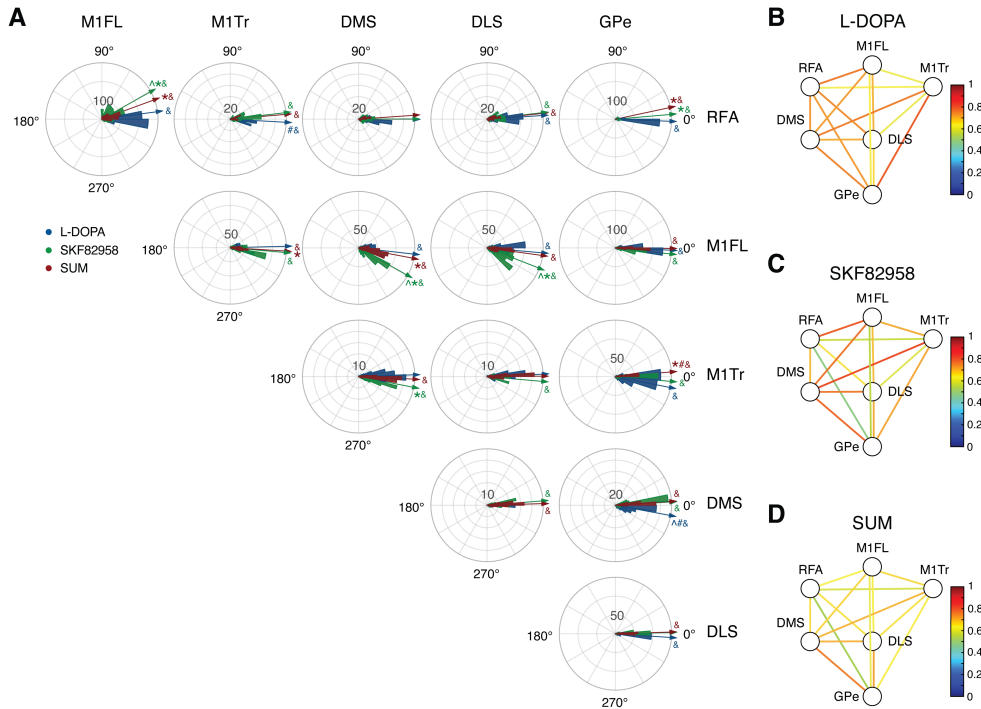 A
M1FL M1Tr DMS DLS GPe
90° 90° 90° 90°
180° 100 ^*& *& & 270°
20 & & #&
20
20 & & &
100 *& *& 0° &
RFA
L-DOPA
SKF82958
SUM
180° 50 & * & 270°
50 & *& ^*&
50 & & ^*&
100 & 0° & &
M1FL
180° 10 & *& 270°
10 &
50 *#& 0° & &
M1Tr
180° 10 & & 270°
20 & 0° & ^#&
DMS
180° 50 & 0° & 270°
DLS
B
L-DOPA
M1FL
RFA M1Tr
DMS DLS
GPe
1
0.8
0.6
0.4
0.2
0
C
SKF82958
M1FL
RFA M1Tr
DMS DLS
GPe
1
0.8
0.6
0.4
0.2
0
D
SUM
M1FL
RFA M1Tr
DMS DLS
GPe
1
0.8
0.6
0.4
0.2
0